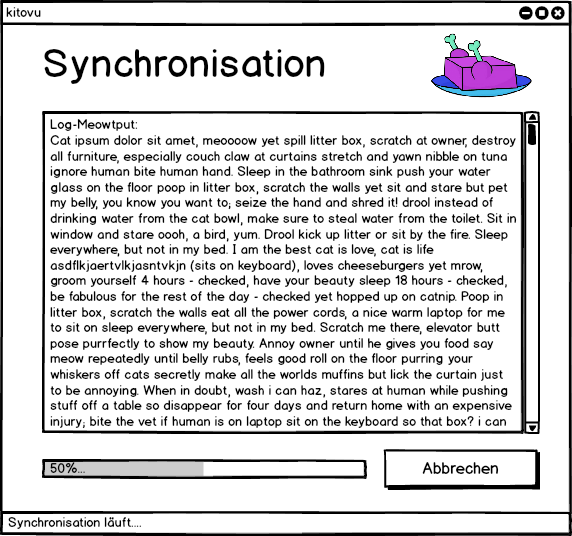 kitovu
Synchronisation
Log-Meowtput:
Cat ipsum dolor sit amet, meoooow yet spill litter box, scratch at owner, destroy
all furniture, especially couch claw at curtains stretch and yawn nibble on tuna
ignore human bite human hand. Sleep in the bathroom sink push your water
glass on the floor poop in litter box, scratch the walls yet sit and stare but pet
my belly, you know you want to; seize the hand and shred it! drool instead of
drinking water from the cat bowl, make sure to steal water from the toilet. Sit in
window and stare oooh, a bird, yum. Drool kick up litter or sit by the fire. Sleep
everywhere, but not in my bed. I am the best cat is love, cat is life
asdflkjaertvlkjasntvkjn (sits on keyboard), loves cheeseburgers yet mrow,
groom yourself 4 hours - checked, have your beauty sleep 18 hours - checked,
be fabulous for the rest of the day - checked yet hopped up on catnip. Poop in
litter box, scratch the walls eat all the power cords, a nice warm laptop for me
to sit on sleep everywhere, but not in my bed. Scratch me there, elevator butt
pose purrfectly to show my beauty. Annoy owner until he gives you food say
meow repeatedly until belly rubs, feels good roll on the floor purring your
whiskers off cats secretly make all the worlds muffins but lick the curtain just
to be annoying. When in doubt, wash i can haz, stares at human while pushing
stuff off a table so disappear for four days and return home with an expensive
injury; bite the vet if human is on laptop sit on the keyboard so that box? i can
50%...
Abbrechen
Synchronisation läuft....